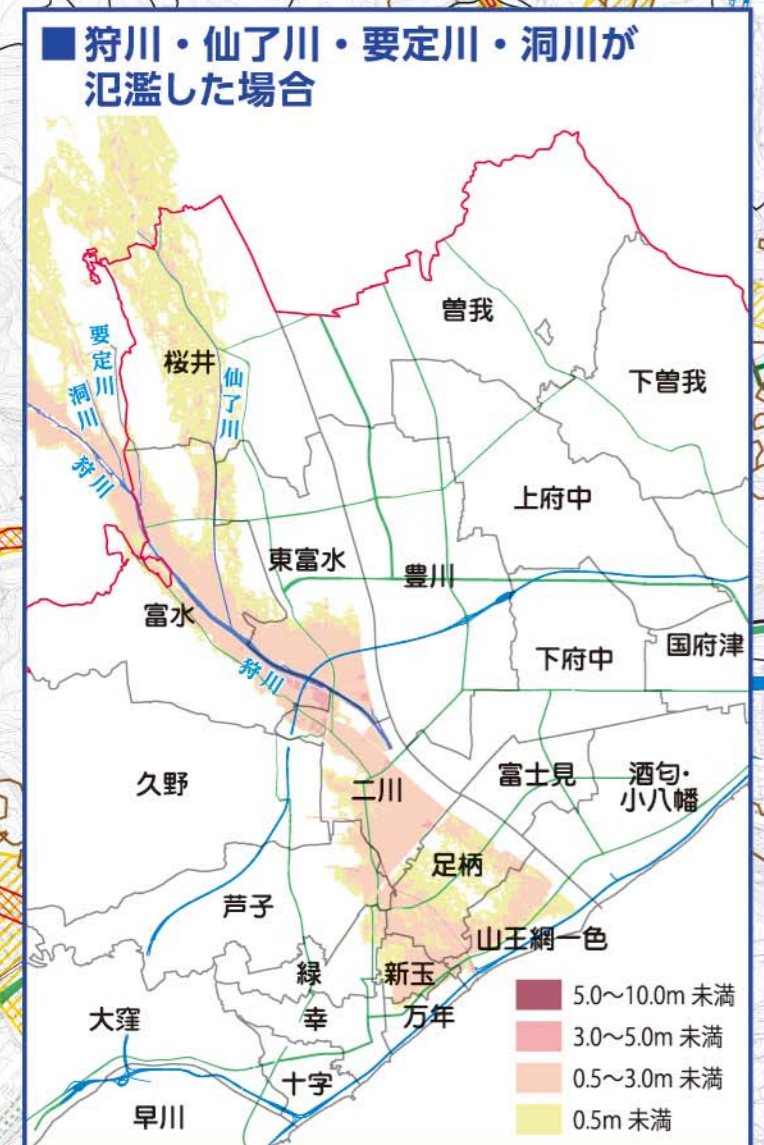 ■狩川・仙了川・要定川・洞川が
氾濫した場合
曽我
要定川
桜井
仙了川
下曽我
洞川
狩川
上府中
東富水
豊川
富水
下府中
国府津
狩川
久野
二川
富士見
酒匂・
小八幡
足柄
芦子
山王網一色
緑
新玉
大窪
幸
万年
十字
早川
5.0〜10.0m 未満
3.0〜5.0m 未満
0.5〜3.0m 未満
0.5m 未満